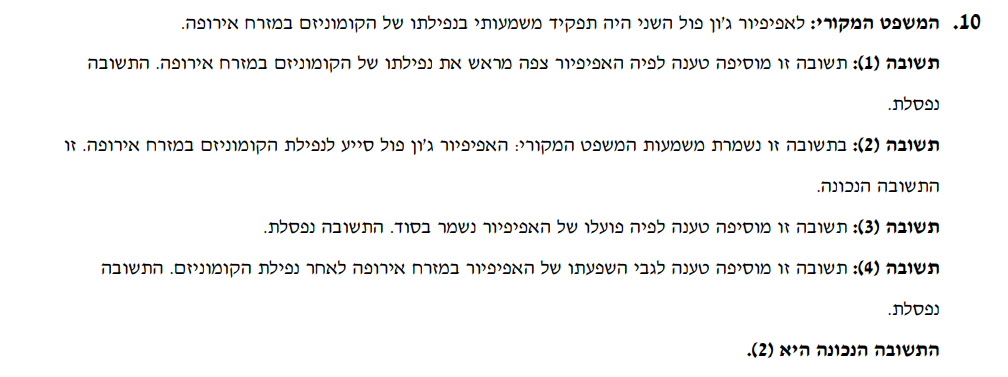 10. המשפט המקורי: לאפיפיור ג'ון פול השני היה תפקיד משמעותי בנפילתו של הקומוניזם במזרח אירופה.
תשובה (1): תשובה זו מוסיפה טענה לפיה האפיפיור צפה מראש את נפילתו של הקומוניזם במזרח אירופה. התשובה
נפסלת.
תשובה (2): בתשובה זו נשמרת משמעות המשפט המקורי: האפיפיור ג'ון פול סייע לנפילת הקומוניזם במזרח אירופה. זו
התשובה הנכונה.
תשובה (3): תשובה זו מוסיפה טענה לפיה פועלו של האפיפיור נשמר בסוד. התשובה נפסלת.
תשובה (4): תשובה זו מוסיפה טענה לגבי השפעתו של האפיפיור במזרח אירופה לאחר נפילת הקומוניזם. התשובה
נפסלת.
התשובה הנכונה היא (2).